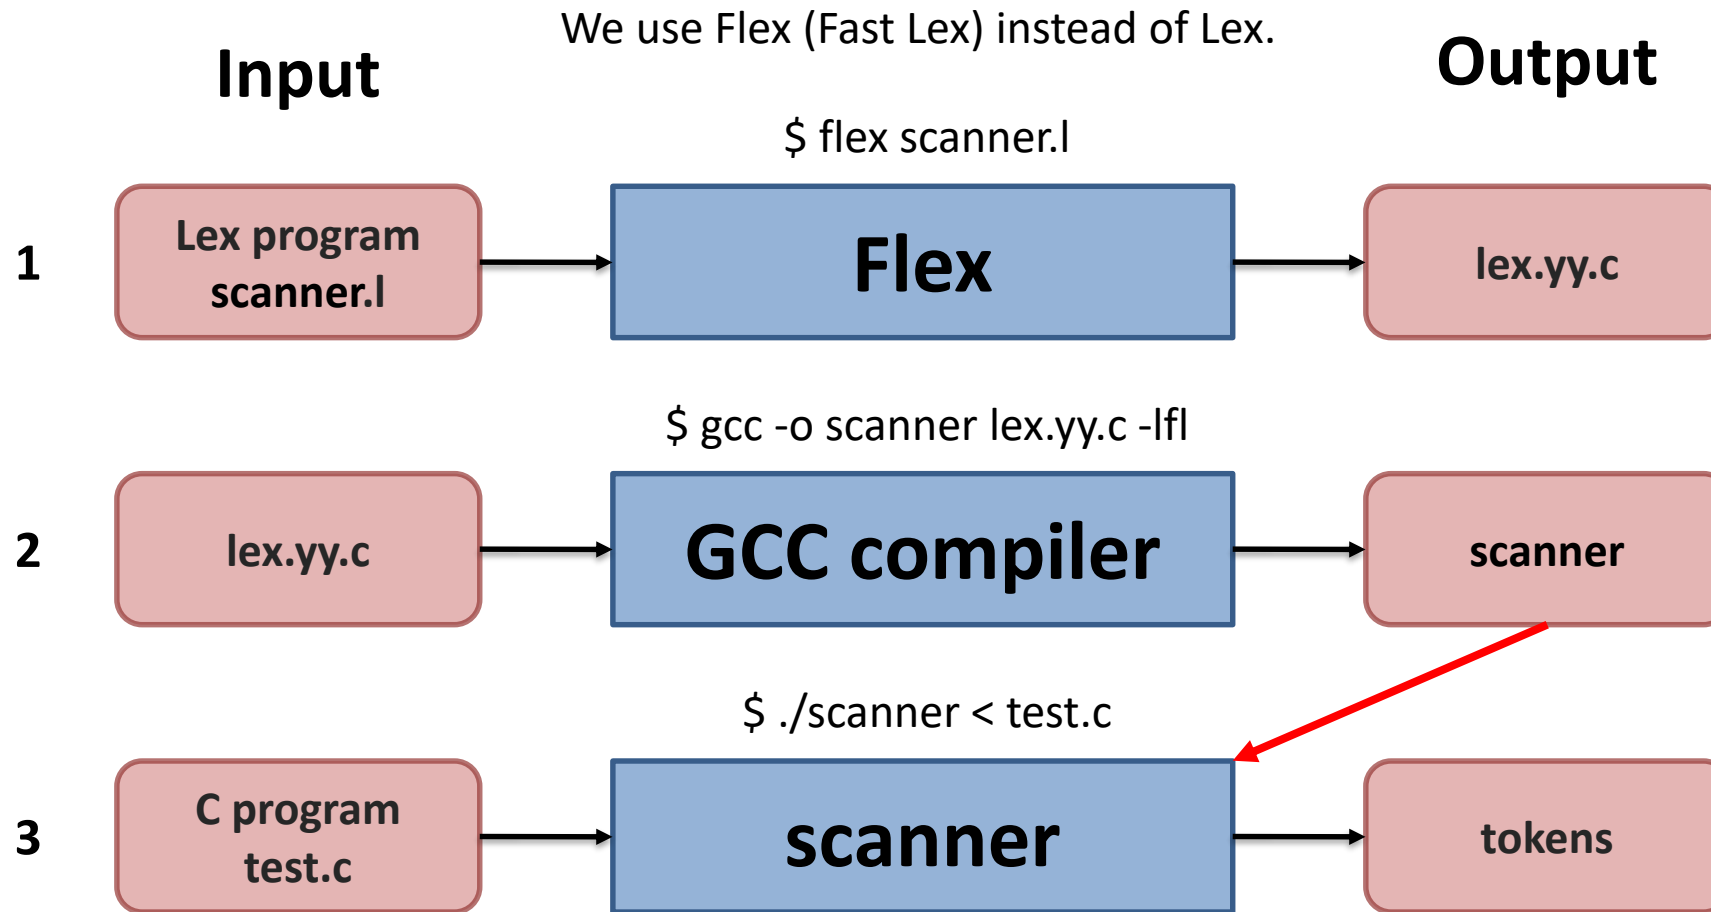 We use Flex (Fast Lex) instead of Lex.
Input
Output
$ flex scanner.l
1
Lex program
scanner.l
Flex
lex.yy.c
$ gcc -o scanner lex.yy.c -lfl
2
lex.yy.c
GCC compiler
scanner
$ ./scanner < test.c
3
C program
test.c
scanner
tokens